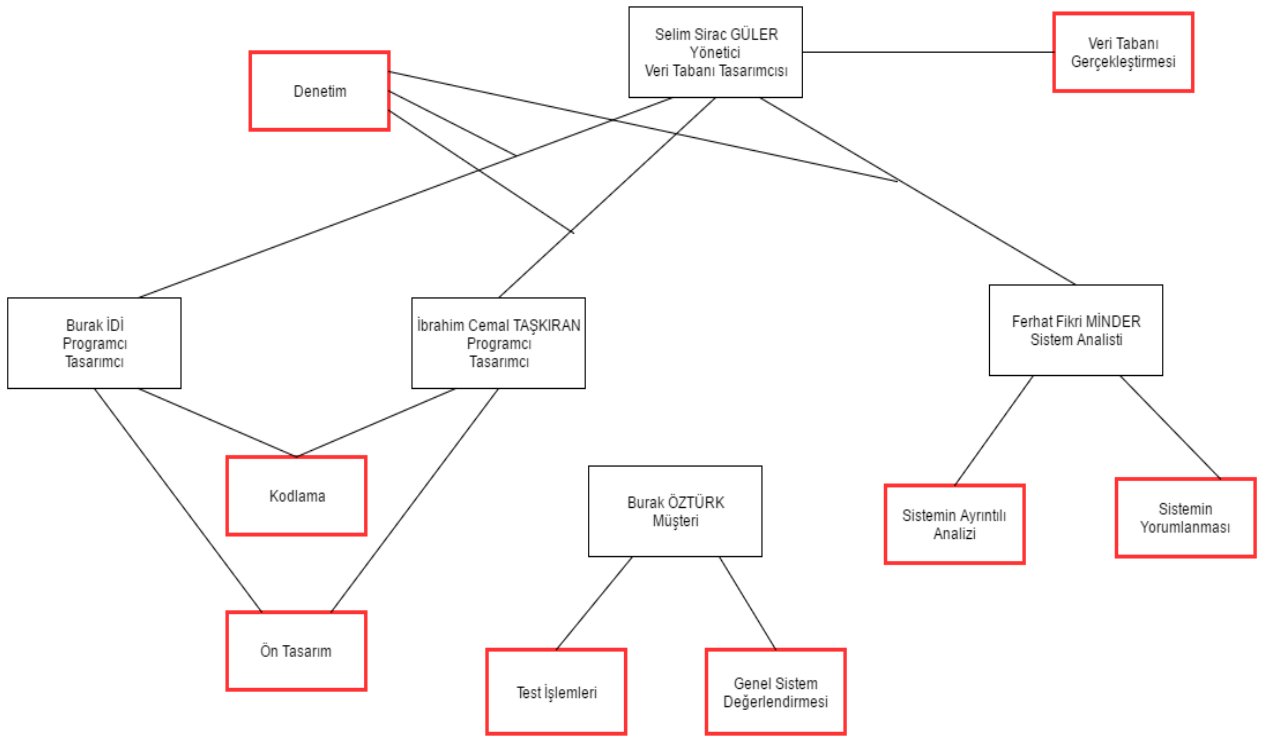 Selim Sirac GÜLER
Yönetici
Veri Tabanı Tasarımcısı
Veri Tabanı
Gerçekleştirmesi
Denetim
Burak İDİ
Programcı
Tasarımcı
İbrahim Cemal TAŞKIRAN
Programcı
Tasarımcı
Ferhat Fikri MİNDER
Sistem Analisti
Kodlama
Burak ÖZTÜRK
Müşteri
Sistemin Ayrıntılı
Analizi
Sistemin
Yorumlanması
Ön Tasarım
Test İşlemleri
Genel Sistem
Değerlendirmesi